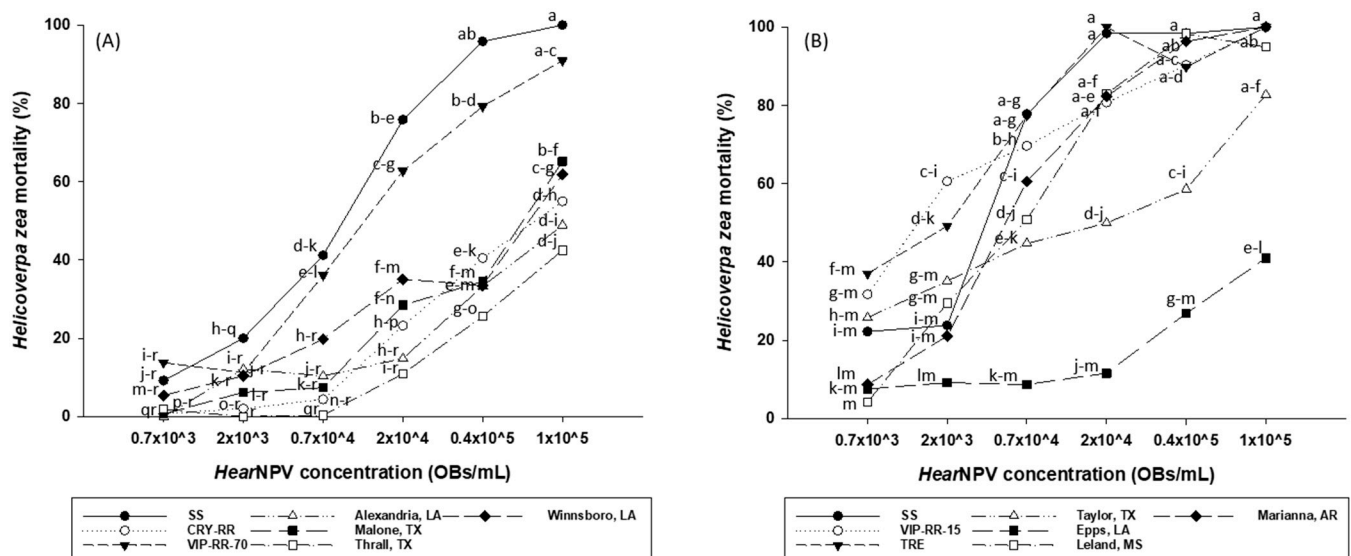 (A)
Helicoverpa zea mortality (%)
100
80
60
40
20
0
a
ab
a-c
b-e
b-d
c-g
b-f
c-g
d-h
d-i
d-j
d-k
e-l
e-k
f-m
f-m
e-m
f-n
g-o
h-q
h-r
h-p
h-r
i-r
i-r
i-r
j-r
m-r
p-r
qr
k-r
l-r
o-r
r
j-r
k-r
n-r
qr
0.7x10^3 2x10^3 0.7x10^4 2x10^4 0.4x10^5 1x10^5
HearNPV concentration (OBs/mL)
SS Alexandria, LA Winnsboro, LA
CRY-RR Malone, TX
VIP-RR-70 Thrall, TX
(B)
Helicoverpa zea mortality (%)
100
80
60
40
20
0
a
a
a
a
ab
ab
a-c
a-d
a-f
a-e
a-f
a-g
a-g
b-h
c-i
c-i
c-i
d-k
d-j
e-k
d-j
a-f
e-l
f-m
g-m
h-m
i-m
g-m
g-m
i-m
i-m
g-m
lm
k-m
m
lm
k-m
j-m
0.7x10^3 2x10^3 0.7x10^4 2x10^4 0.4x10^5 1x10^5
HearNPV concentration (OBs/mL)
SS Taylor, TX Marianna, AR
VIP-RR-15 Epps, LA
TRE Leland, MS